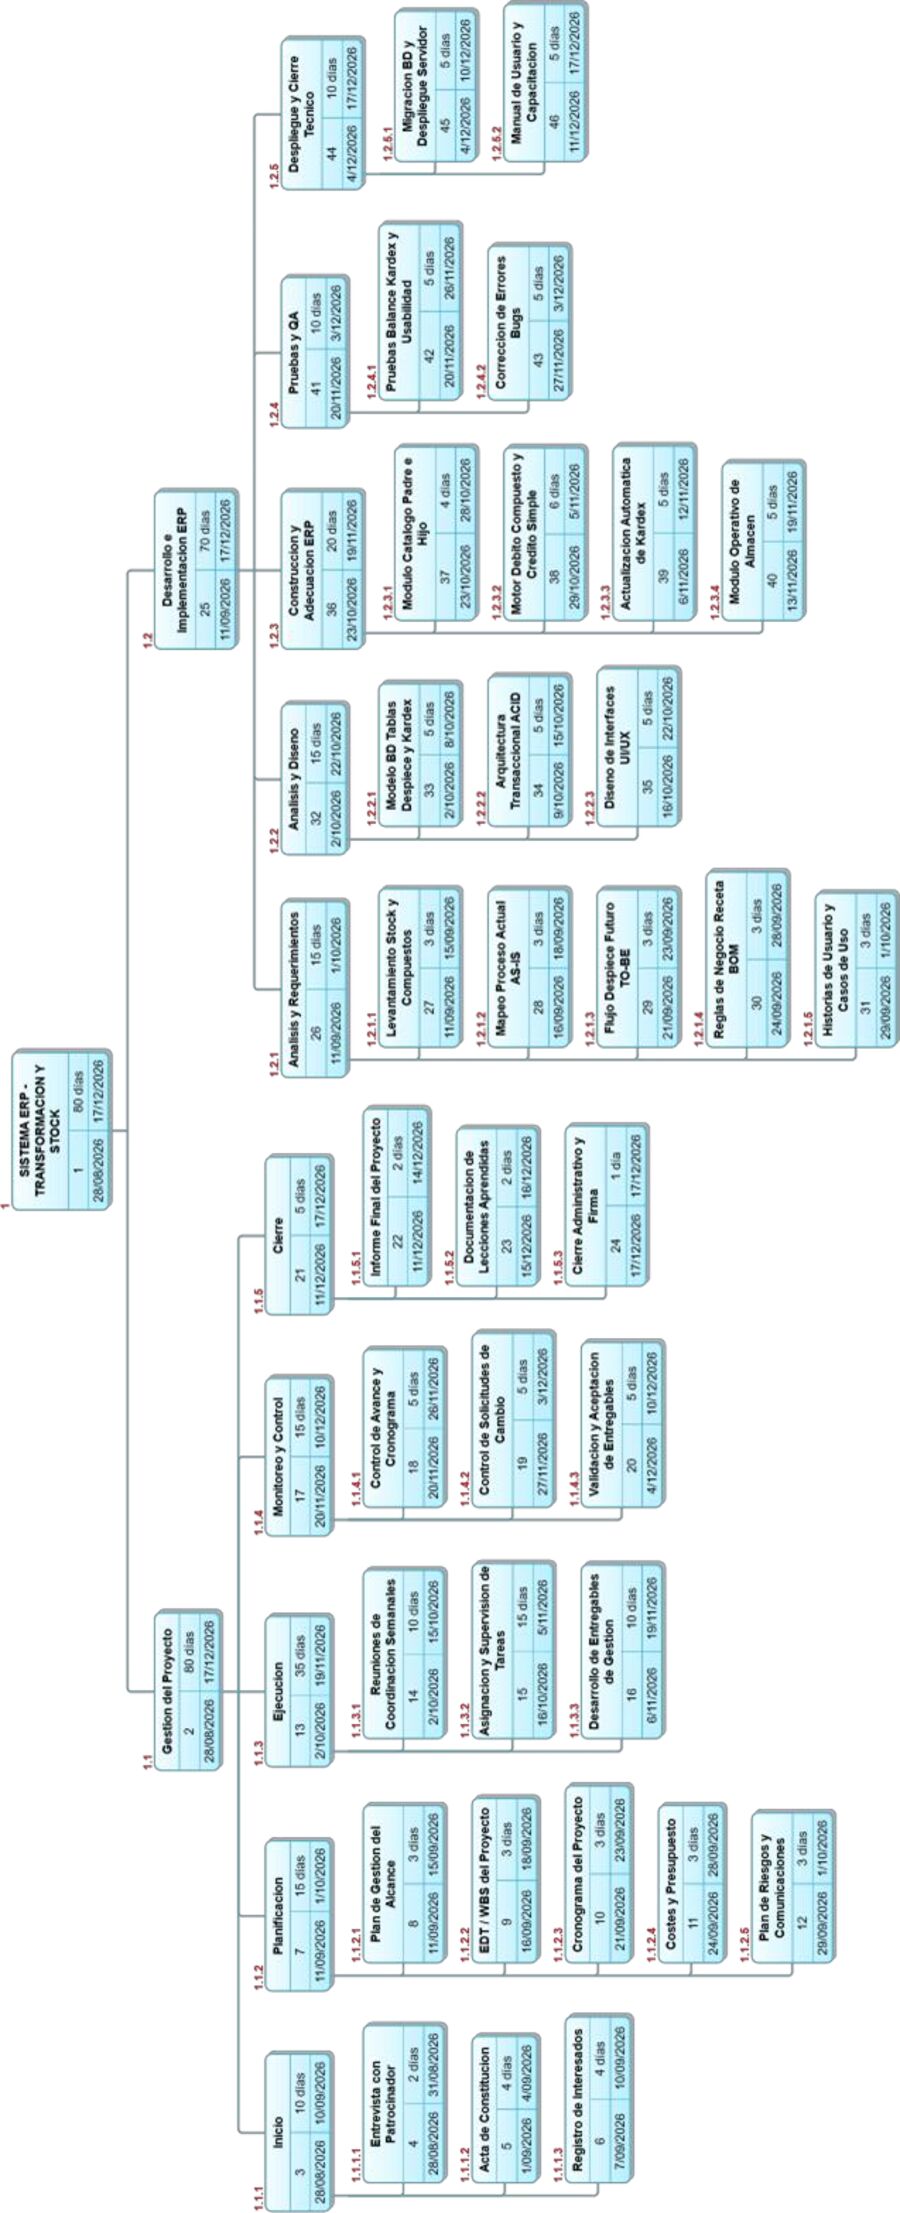 1
SISTEMA ERP -
TRANSFORMACION Y
STOCK
1 80 días
28/08/2026 17/12/2026
1.1
Gestion del Proyecto
2 80 días
28/08/2026 17/12/2026
1.1.1
Inicio
3 10 días
28/08/2026 10/09/2026
1.1.1.1
Entrevista con
Patrocinador
4 2 días
28/08/2026 31/08/2026
1.1.1.2
Acta de Constitucion
5 4 días
1/09/2026 4/09/2026
1.1.1.3
Registro de Interesados
6 4 días
7/09/2026 10/09/2026
1.1.2
Planificacion
7 15 días
11/09/2026 1/10/2026
1.1.2.1
Plan de Gestion del
Alcance
8 3 días
11/09/2026 15/09/2026
1.1.2.2
EDT / WBS del Proyecto
9 3 días
16/09/2026 18/09/2026
1.1.2.3
Cronograma del Proyecto
10 3 días
21/09/2026 23/09/2026
1.1.2.4
Costes y Presupuesto
11 3 días
24/09/2026 28/09/2026
1.1.2.5
Plan de Riesgos y
Comunicaciones
12 3 días
29/09/2026 1/10/2026
1.1.3
Ejecucion
13 35 días
2/10/2026 19/11/2026
1.1.3.1
Reuniones de
Coordinacion Semanales
14 10 días
2/10/2026 15/10/2026
1.1.3.2
Asignacion y Supervision de
Tareas
15 15 días
16/10/2026 5/11/2026
1.1.3.3
Desarrollo de Entregables
de Gestion
16 10 días
6/11/2026 19/11/2026
1.1.4
Monitoreo y Control
17 15 días
20/11/2026 10/12/2026
1.1.4.1
Control de Avance y
Cronograma
18 5 días
20/11/2026 26/11/2026
1.1.4.2
Control de Solicitudes de
Cambio
19 5 días
27/11/2026 3/12/2026
1.1.4.3
Validacion y Aceptacion
de Entregables
20 5 días
4/12/2026 10/12/2026
1.1.5
Cierre
21 5 días
11/12/2026 17/12/2026
1.1.5.1
Informe Final del Proyecto
22 2 días
11/12/2026 14/12/2026
1.1.5.2
Documentacion de
Lecciones Aprendidas
23 2 días
15/12/2026 16/12/2026
1.1.5.3
Cierre Administrativo y
Firma
24 1 día
17/12/2026 17/12/2026
1.2
Desarrollo e
Implementacion ERP
25 70 días
11/09/2026 17/12/2026
1.2.1
Analisis y Requerimientos
26 15 días
11/09/2026 1/10/2026
1.2.1.1
Levantamiento Stock y
Compuestos
27 3 días
11/09/2026 15/09/2026
1.2.1.2
Mapeo Proceso Actual
AS-IS
28 3 días
16/09/2026 18/09/2026
1.2.1.3
Flujo Despiece Futuro
TO-BE
29 3 días
21/09/2026 23/09/2026
1.2.1.4
Reglas de Negocio Receta
BOM
30 3 días
24/09/2026 28/09/2026
1.2.1.5
Historias de Usuario y
Casos de Uso
31 3 días
29/09/2026 1/10/2026
1.2.2
Analisis y Diseno
32 15 días
2/10/2026 22/10/2026
1.2.2.1
Modelo BD Tablas
Despiece y Kardex
33 5 días
2/10/2026 8/10/2026
1.2.2.2
Arquitectura
Transaccional ACID
34 5 días
9/10/2026 15/10/2026
1.2.2.3
Diseno de Interfaces
UI/UX
35 5 días
16/10/2026 22/10/2026
1.2.3
Construccion y
Adecuacion ERP
36 20 días
23/10/2026 19/11/2026
1.2.3.1
Modulo Catalogo Padre e
Hijo
37 4 días
23/10/2026 28/10/2026
1.2.3.2
Motor Debito Compuesto y
Credito Simple
38 6 días
29/10/2026 5/11/2026
1.2.3.3
Actualizacion Automatica
de Kardex
39 5 días
6/11/2026 12/11/2026
1.2.3.4
Modulo Operativo de
Almacen
40 5 días
13/11/2026 19/11/2026
1.2.4
Pruebas y QA
41 10 días
20/11/2026 3/12/2026
1.2.4.1
Pruebas Balance Kardex y
Usabilidad
42 5 días
20/11/2026 26/11/2026
1.2.4.2
Correccion de Errores
Bugs
43 5 días
27/11/2026 3/12/2026
1.2.5
Despliegue y Cierre
Tecnico
44 10 días
4/12/2026 17/12/2026
1.2.5.1
Migracion BD y
Despliegue Servidor
45 5 días
4/12/2026 10/12/2026
1.2.5.2
Manual de Usuario y
Capacitacion
46 5 días
11/12/2026 17/12/2026